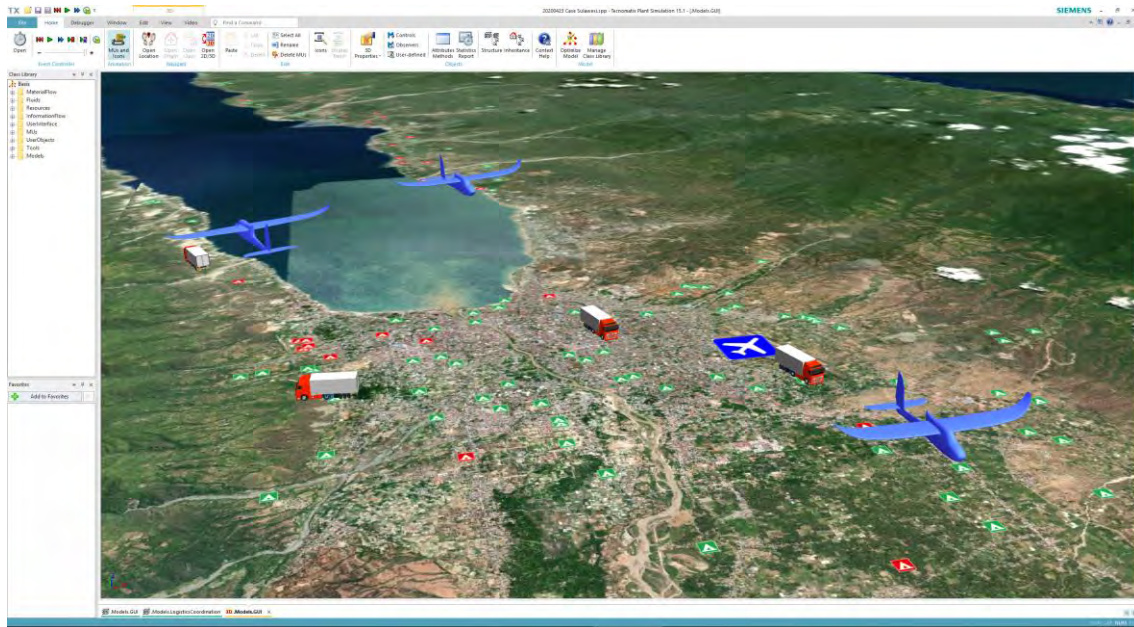 TX
3D
20200423 Case Sulawesi.spp - Tecnomatix Plant Simulation 15.1 - [.Models.GUI]
SIEMENS
File Home Debugger Window Edit View Video Find a Command
Open
Event Controller
MUs and
Animation
Open Location
Open 2D/3D
Navigate
Paste
Select All
Rename
Delete MUs
Edit
Icons
3D Properties
Controls
Observers
User-defined
Attributes Methods
Statistics Report
Structure
Inheritance
Objects
Context Help
Optimize Model
Manage Class Library
Model
Class Library
Basis
MaterialFlow
Fluids
Resources
InformationFlow
UserInterface
MUs
UserObjects
Tools
Models
Favorites
Add to Favorites
.Models.GUI
.Models.LogisticsCoordination
.Models.GUI